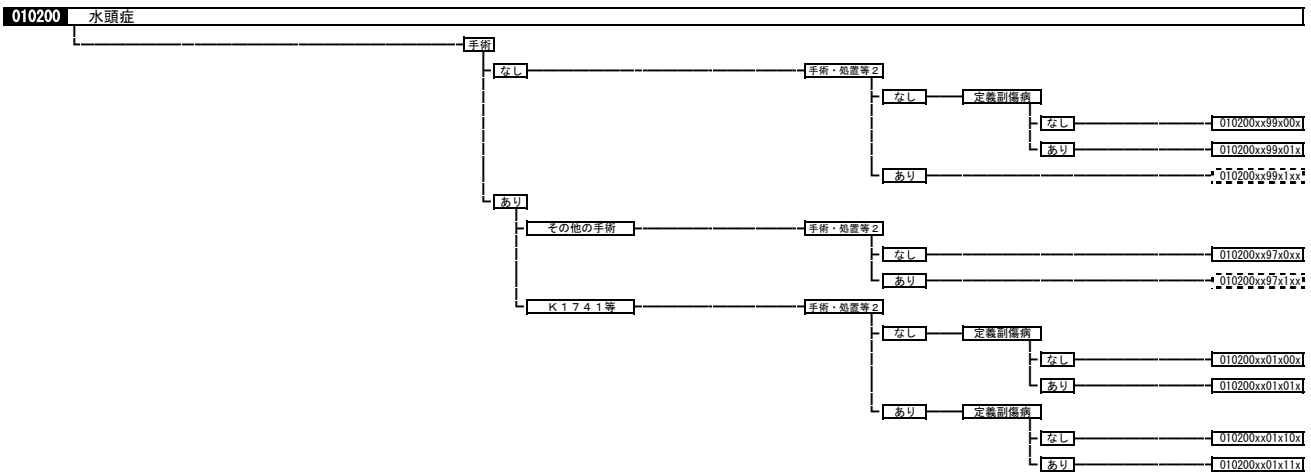 010200 水頭症
手術
なし 手術・処置等2
なし 定義副傷病
なし 010200xx99x00x
あり 010200xx99x01x
あり 010200xx99x1xx
あり
その他の手術 手術・処置等2
なし 010200xx97x0xx
あり 010200xx97x1xx
K1741等 手術・処置等2
なし 定義副傷病
なし 010200xx01x00x
あり 010200xx01x01x
あり 定義副傷病
なし 010200xx01x10x
あり 010200xx01x11x